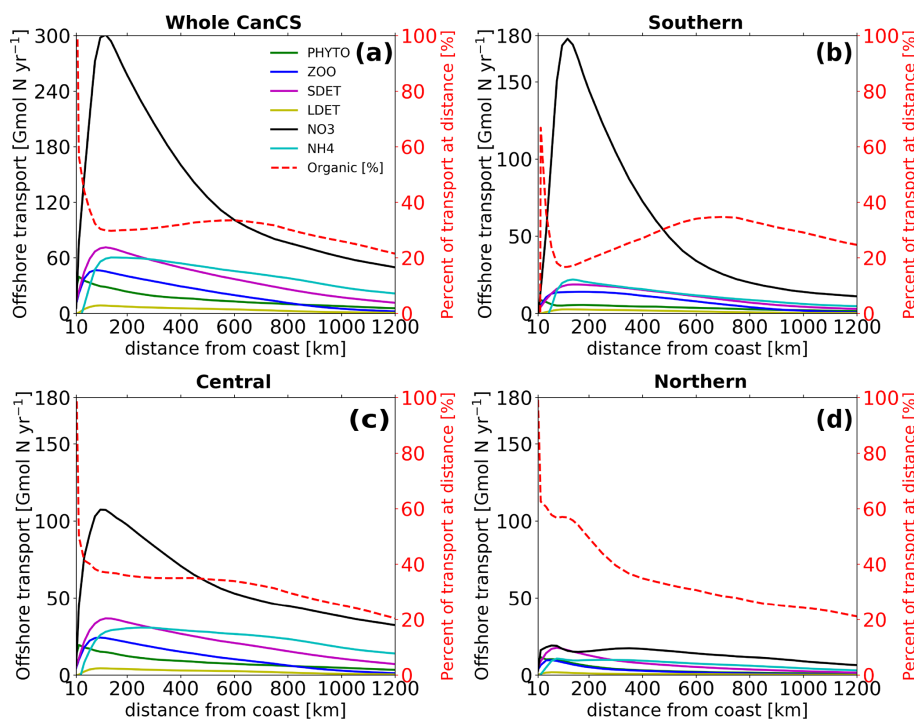 Whole CanCS
Southern
(a)
(b)
Offshore transport [Gmol N yr⁻¹]
300
240
180
120
60
0
PHYTO
ZOO
SDET
LDET
NO3
NH4
Organic [%]
100
80
60
40
20
0
Percent of transport at distance [%]
10 200 400 600 800 1000 1200
distance from coast [km]
Offshore transport [Gmol N yr⁻¹]
180
150
100
50
0
100
80
60
40
20
0
Percent of transport at distance [%]
10 200 400 600 800 1000 1200
distance from coast [km]
Central
Northern
(c)
(d)
Offshore transport [Gmol N yr⁻¹]
180
150
100
50
0
100
80
60
40
20
0
Percent of transport at distance [%]
10 200 400 600 800 1000 1200
distance from coast [km]
Offshore transport [Gmol N yr⁻¹]
180
150
100
50
0
100
80
60
40
20
0
Percent of transport at distance [%]
10 200 400 600 800 1000 1200
distance from coast [km]